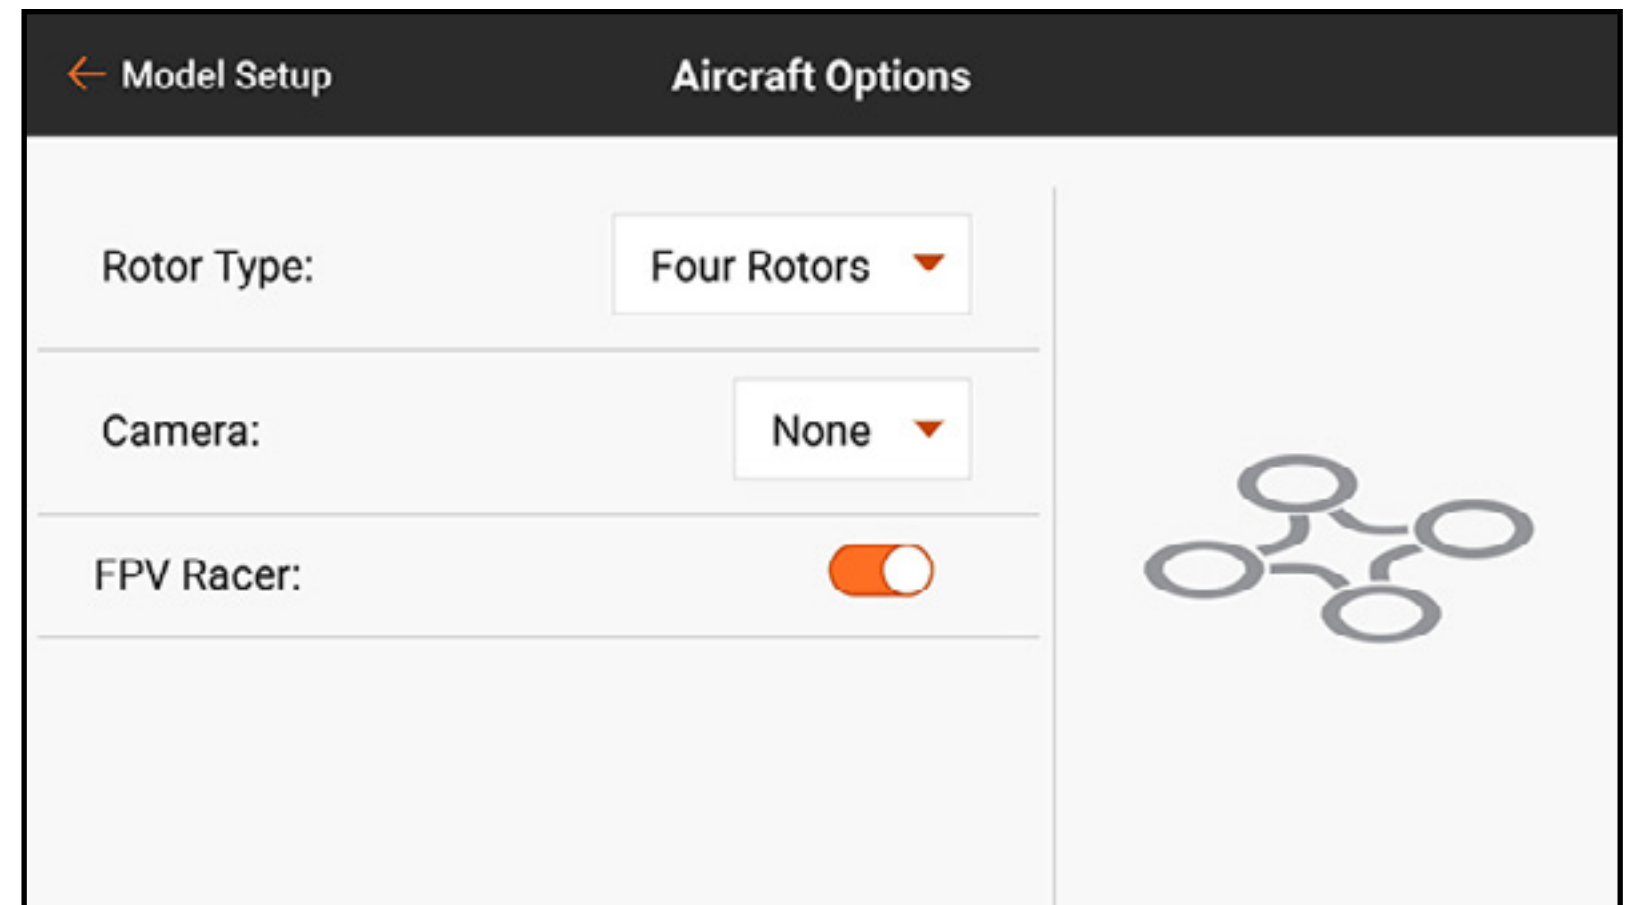 Model Setup
Aircraft Options
Rotor Type:
Four Rotors
Camera:
None
FPV Racer: